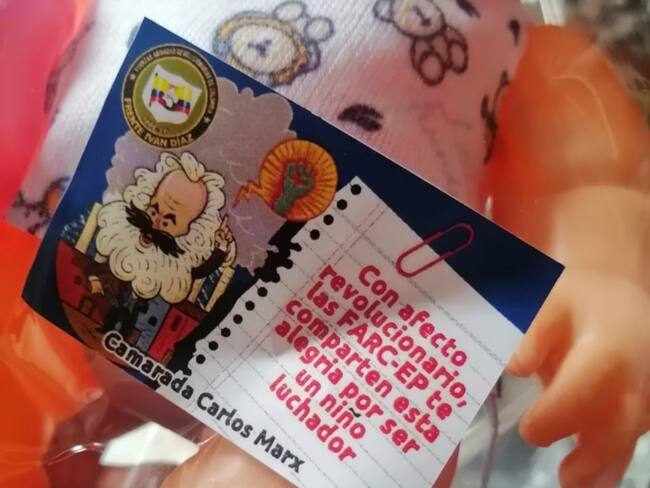 FRENTE IVAN DÍAZ
Con afecto
revolucionario,
las FARC-EP te
comparten esta
alegría por ser
un niño
luchador
Camarada Carlos Marx